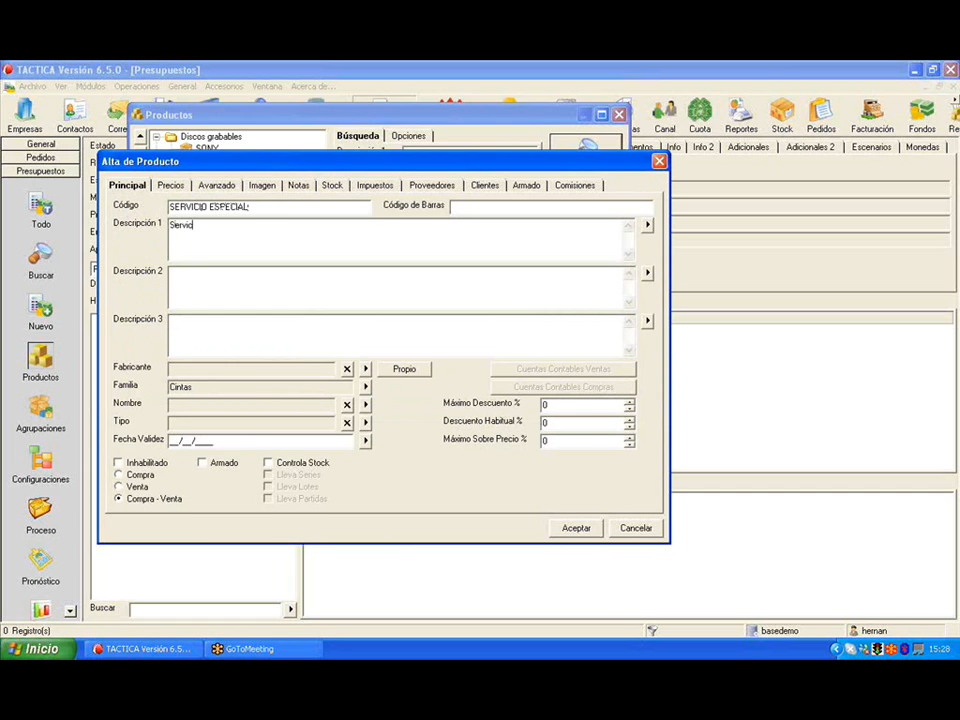 TACTICA Versión 6.5.0 - [Presupuestos]
Archivo Ver Módulos Operaciones General Accesorios Ventana Acerca de...
Empresas Contactos Canal Cuota Reportes Stock Pedidos Facturación Fondos
General
Pedidos
Presupuestos
Estado
Info Info 2 Adicionales Adicionales 2 Escenarios Monedas
Productos
Discos grabables
SONY
Búsqueda Opciones
Alta de Producto
Principal Precios Avanzado Imagen Notas Stock Impuestos Proveedores Clientes Armado Comisiones
Código SERVICIO ESPECIAL: Código de Barras
Descripción 1 Servic
Descripción 2
Descripción 3
Fabricante Propio Cuentas Contables Ventas
Familia Cintas Cuentas Contables Compras
Nombre Máximo Descuento % 0
Tipo Descuento Habitual % 0
Fecha Validez __/__/____ Máximo Sobre Precio % 0
Inhabilitado Armado Controla Stock
Compra Lleva Series
Venta Lleva Lotes
Compra - Venta Lleva Partidas
Aceptar Cancelar
Todo
Buscar
Nuevo
Productos
Agrupaciones
Configuraciones
Proceso
Pronóstico
Buscar
0 Registro(s) basedemo hernan
Inicio TACTICA Versión 6.5.... GoToMeeting 15:28